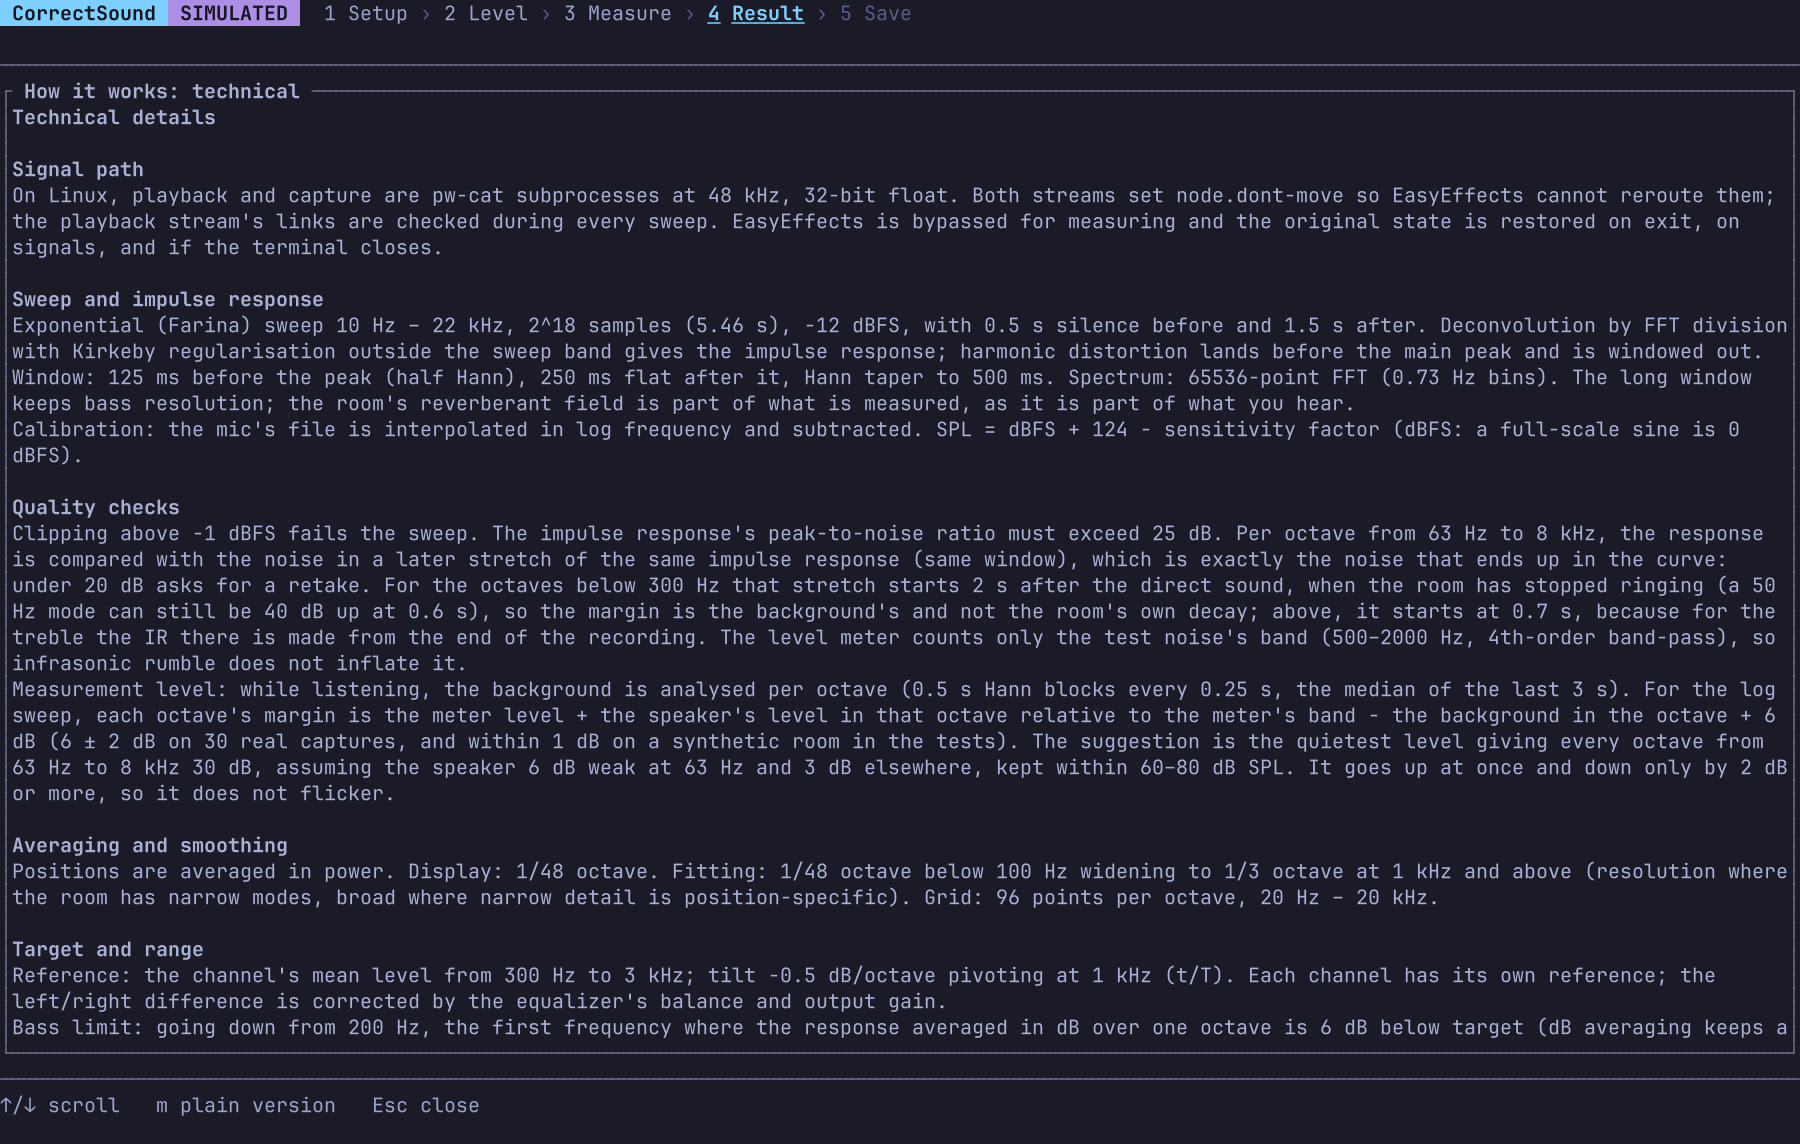 CorrectSound SIMULATED 1 Setup › 2 Level › 3 Measure › 4 Result › 5 Save
How it works: technical
Technical details
Signal path
On Linux, playback and capture are pw-cat subprocesses at 48 kHz, 32-bit float. Both streams set node.dont-move so EasyEffects cannot reroute them;
the playback stream's links are checked during every sweep. EasyEffects is bypassed for measuring and the original state is restored on exit, on
signals, and if the terminal closes.
Sweep and impulse response
Exponential (Farina) sweep 10 Hz – 22 kHz, 2^18 samples (5.46 s), -12 dBFS, with 0.5 s silence before and 1.5 s after. Deconvolution by FFT division
with Kirkeby regularisation outside the sweep band gives the impulse response; harmonic distortion lands before the main peak and is windowed out.
Window: 125 ms before the peak (half Hann), 250 ms flat after it, Hann taper to 500 ms. Spectrum: 65536-point FFT (0.73 Hz bins). The long window
keeps bass resolution; the room's reverberant field is part of what is measured, as it is part of what you hear.
Calibration: the mic's file is interpolated in log frequency and subtracted. SPL = dBFS + 124 - sensitivity factor (dBFS: a full-scale sine is 0
dBFS).
Quality checks
Clipping above -1 dBFS fails the sweep. The impulse response's peak-to-noise ratio must exceed 25 dB. Per octave from 63 Hz to 8 kHz, the response
is compared with the noise in a later stretch of the same impulse response (same window), which is exactly the noise that ends up in the curve:
under 20 dB asks for a retake. For the octaves below 300 Hz that stretch starts 2 s after the direct sound, when the room has stopped ringing (a 50
Hz mode can still be 40 dB up at 0.6 s), so the margin is the background's and not the room's own decay; above, it starts at 0.7 s, because for the
treble the IR there is made from the end of the recording. The level meter counts only the test noise's band (500–2000 Hz, 4th-order band-pass), so
infrasonic rumble does not inflate it.
Measurement level: while listening, the background is analysed per octave (0.5 s Hann blocks every 0.25 s, the median of the last 3 s). For the log
sweep, each octave's margin is the meter level + the speaker's level in that octave relative to the meter's band - the background in the octave + 6
dB (6 ± 2 dB on 30 real captures, and within 1 dB on a synthetic room in the tests). The suggestion is the quietest level giving every octave from
63 Hz to 8 kHz 30 dB, assuming the speaker 6 dB weak at 63 Hz and 3 dB elsewhere, kept within 60–80 dB SPL. It goes up at once and down only by 2 dB
or more, so it does not flicker.
Averaging and smoothing
Positions are averaged in power. Display: 1/48 octave. Fitting: 1/48 octave below 100 Hz widening to 1/3 octave at 1 kHz and above (resolution where
the room has narrow modes, broad where narrow detail is position-specific). Grid: 96 points per octave, 20 Hz – 20 kHz.
Target and range
Reference: the channel's mean level from 300 Hz to 3 kHz; tilt -0.5 dB/octave pivoting at 1 kHz (t/T). Each channel has its own reference; the
left/right difference is corrected by the equalizer's balance and output gain.
Bass limit: going down from 200 Hz, the first frequency where the response averaged in dB over one octave is 6 dB below target (dB averaging keeps a
↑/↓ scroll m plain version Esc close